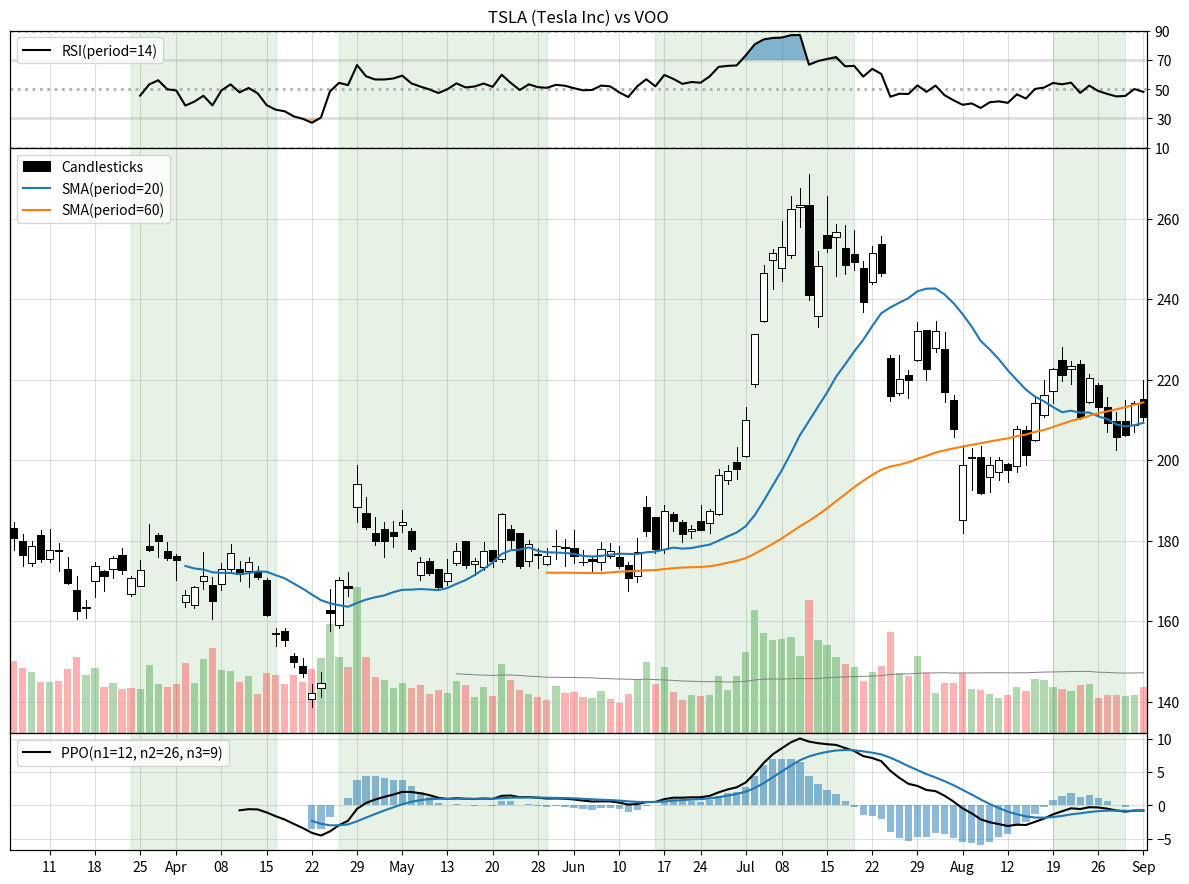 TSLA (Tesla Inc) vs VOO
RSI(period=14)
90
70
50
30
10
Candlesticks
SMA(period=20)
SMA(period=60)
260
240
220
200
180
160
140
PPO(n1=12, n2=26, n3=9)
10
5
0
−5
11 18 25 Apr 08 15 22 29 May 13 20 28 Jun 10 17 24 Jul 08 15 22 29 Aug 12 19 26 Sep